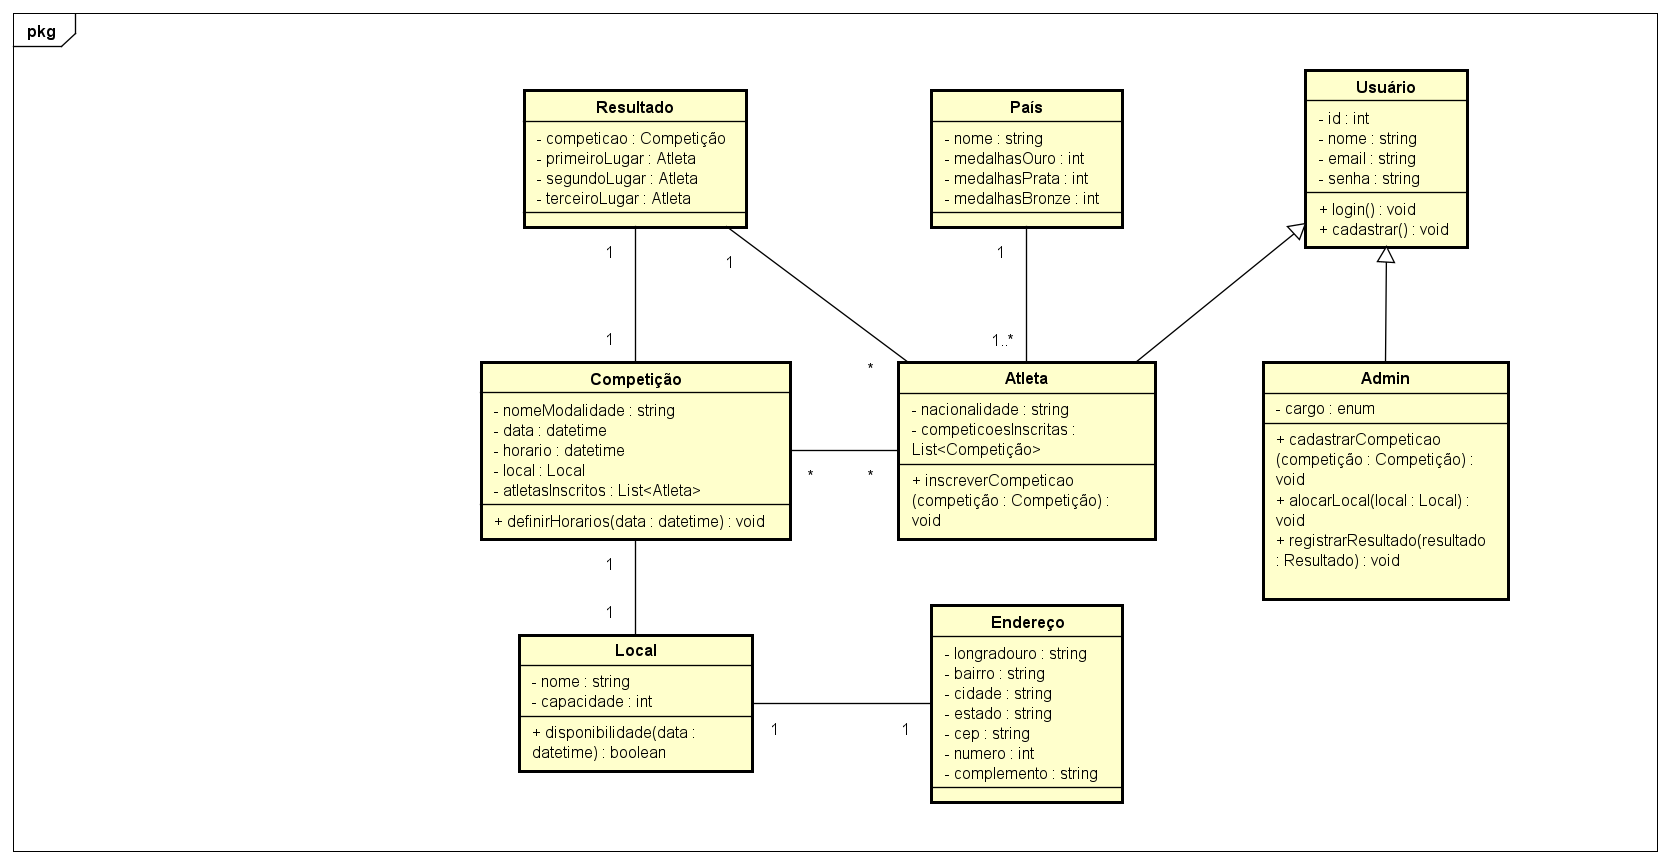 pkg
Resultado
- competicao : Competição
- primeiroLugar : Atleta
- segundoLugar : Atleta
- terceiroLugar : Atleta
País
- nome : string
- medalhasOuro : int
- medalhasPrata : int
- medalhasBronze : int
Usuário
- id : int
- nome : string
- email : string
- senha : string
+ login() : void
+ cadastrar() : void
1
1
1
1
1..*
*
Competição
- nomeModalidade : string
- data : datetime
- horario : datetime
- local : Local
- atletasInscritos : List<Atleta>
+ definirHorarios(data : datetime) : void
*
*
Atleta
- nacionalidade : string
- competicoesInscritas :
List<Competição>
+ inscreverCompeticao
(competição : Competição) :
void
Admin
- cargo : enum
+ cadastrarCompeticao
(competição : Competição) :
void
+ alocarLocal(local : Local) :
void
+ registrarResultado(resultado
: Resultado) : void
1
1
Local
- nome : string
- capacidade : int
+ disponibilidade(data :
datetime) : boolean
1
1
Endereço
- longradouro : string
- bairro : string
- cidade : string
- estado : string
- cep : string
- numero : int
- complemento : string